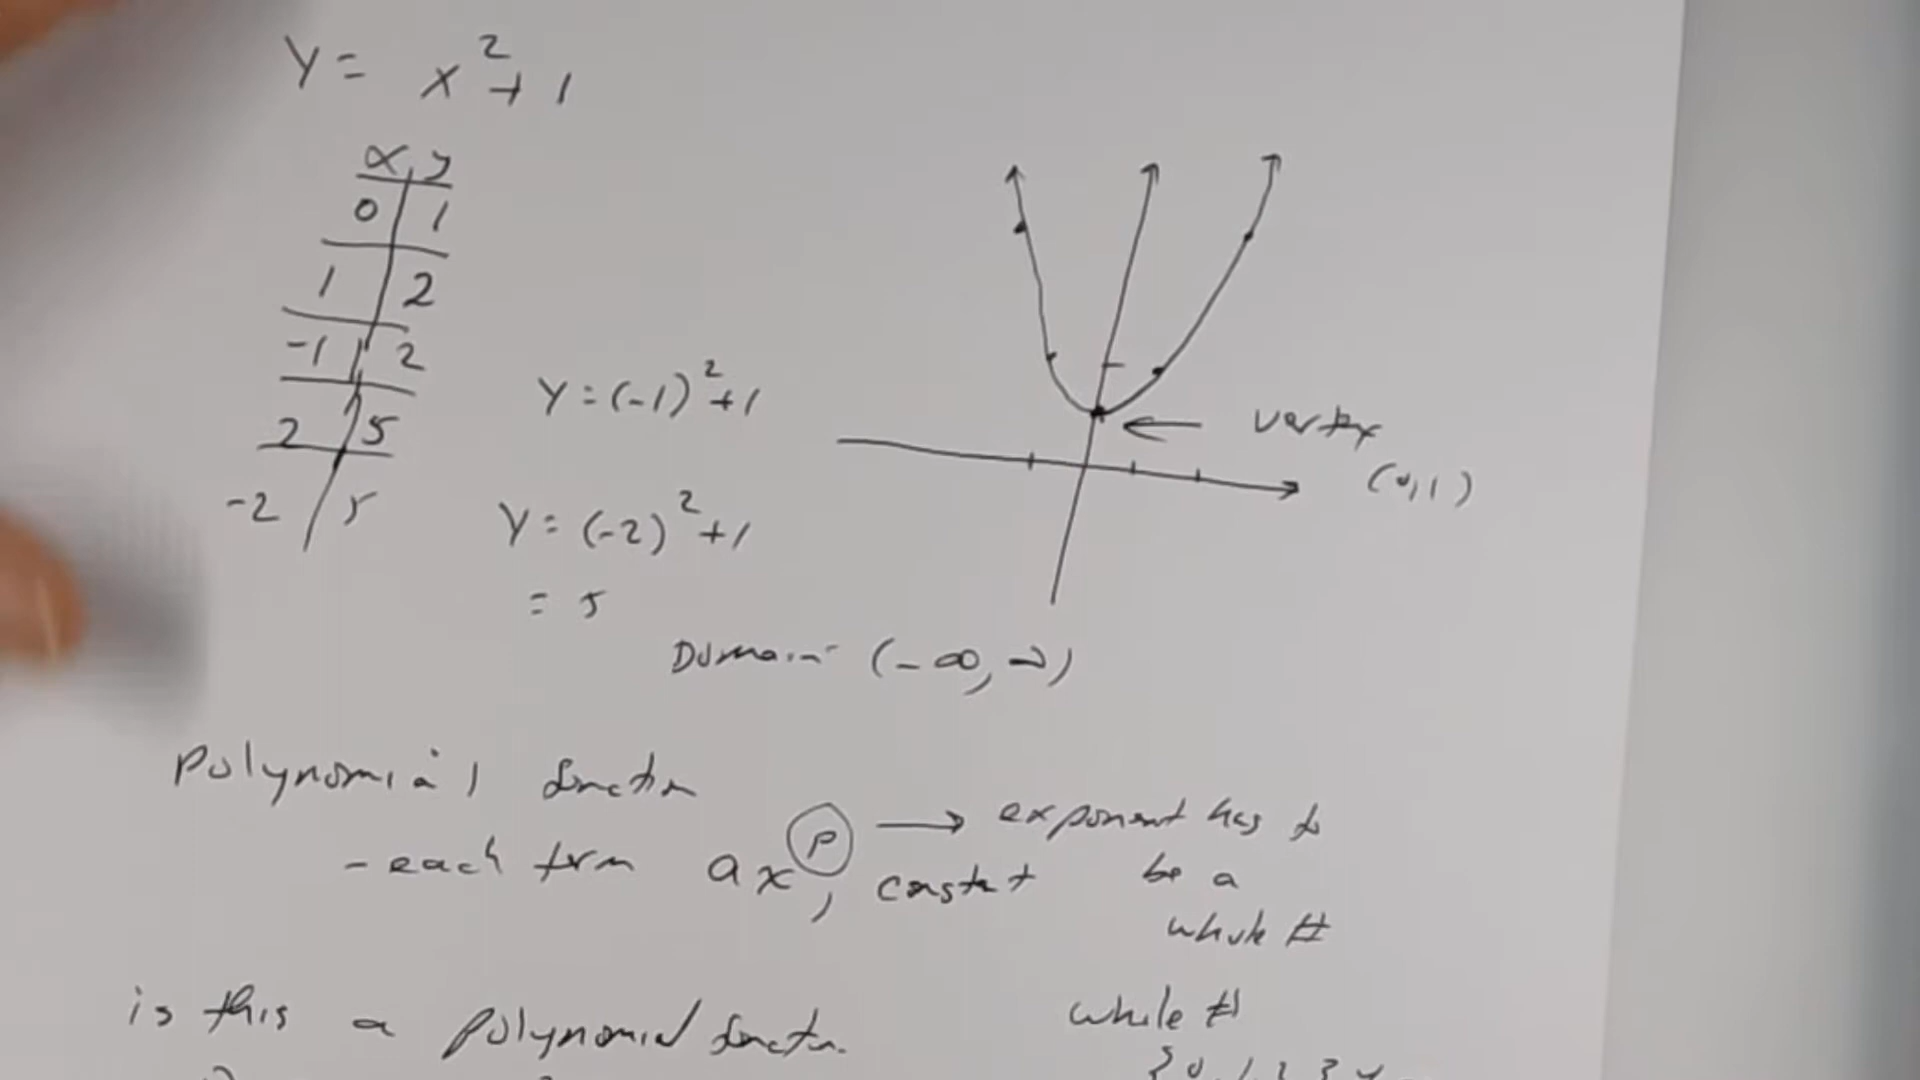 Y = x² + 1
x y
0 1
1 2
-1 2
2 5
-2 5
Y = (-1)² + 1
Y = (-2)² + 1
= 5
vertex
(0,1)
Domain: (-∞, ∞)
Polynomial function
- each term ax^P, constant
→ exponent has to
be a
whole #
is this a polynomial function.
whole #